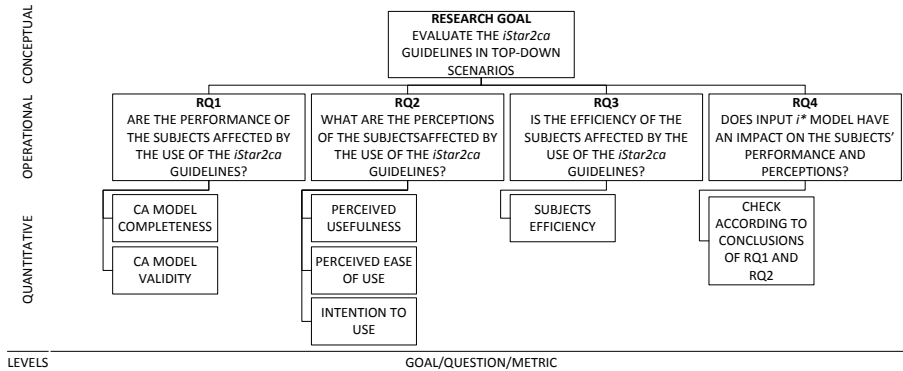 CONCEPTUAL
RESEARCH GOAL
EVALUATE THE iStar2ca
GUIDELINES IN TOP-DOWN
SCENARIOS
OPERATIONAL
RQ1
ARE THE PERFORMANCE OF
THE SUBJECTS AFFECTED BY
THE USE OF THE iStar2ca
GUIDELINES?
RQ2
WHAT ARE THE PERCEPTIONS
OF THE SUBJECTSAFFECTED BY
THE USE OF THE iStar2ca
GUIDELINES?
RQ3
IS THE EFFICIENCY OF THE
SUBJECTS AFFECTED BY THE
USE OF THE iStar2ca
GUIDELINES?
RQ4
DOES INPUT i* MODEL HAVE
AN IMPACT ON THE SUBJECTS'
PERFORMANCE AND
PERCEPTIONS?
QUANTITATIVE
CA MODEL
COMPLETENESS
CA MODEL
VALIDITY
PERCEIVED
USEFULNESS
PERCEIVED EASE
OF USE
INTENTION TO
USE
SUBJECTS
EFFICIENCY
CHECK
ACCORDING TO
CONCLUSIONS
OF RQ1 AND
RQ2
LEVELS
GOAL/QUESTION/METRIC